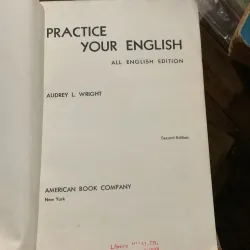 PRACTICE
YOUR ENGLISH
ALL ENGLISH EDITION
AUDREY L. WRIGHT
Second Edition
AMERICAN BOOK COMPANY
New York